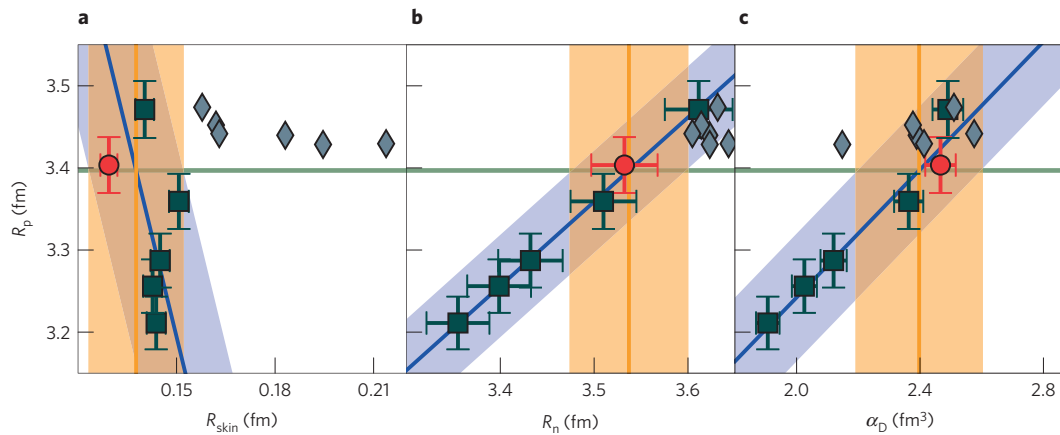 a
b
c
3.5
3.4
3.3
3.2
R_p (fm)
0.15
0.18
0.21
3.4
3.5
3.6
2.0
2.4
2.8
R_skin (fm)
R_n (fm)
α_D (fm³)